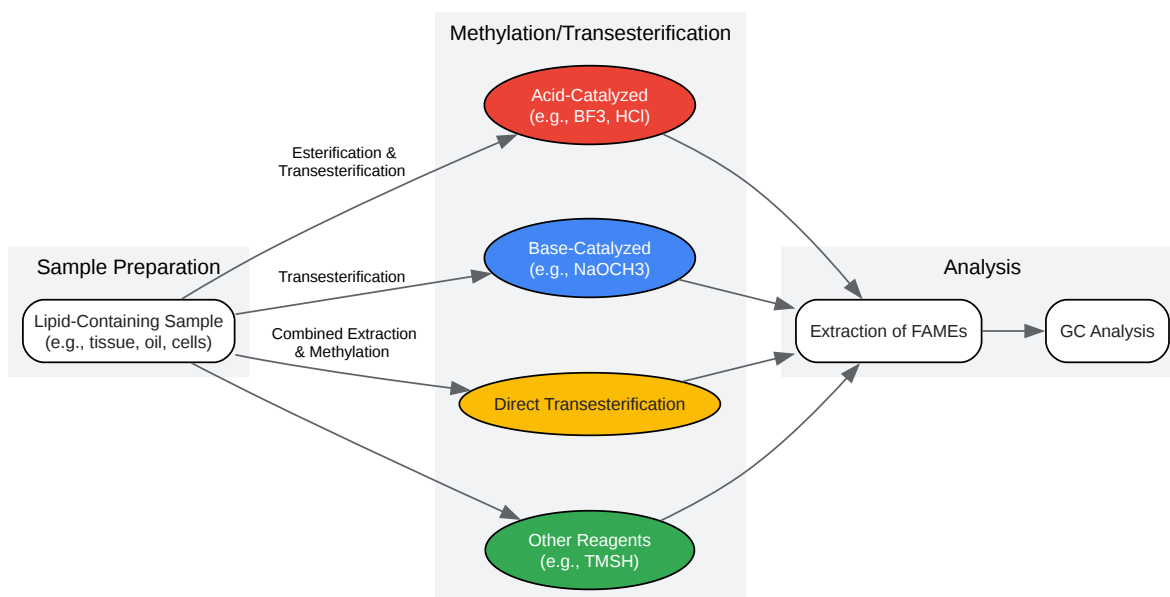 Methylation/Transesterification
Acid-Catalyzed
(e.g., BF3, HCl)
Esterification &
Transesterification
Base-Catalyzed
(e.g., NaOCH3)
Sample Preparation
Transesterification
Analysis
Lipid-Containing Sample
(e.g., tissue, oil, cells)
Combined Extraction
& Methylation
Extraction of FAMEs
GC Analysis
Direct Transesterification
Other Reagents
(e.g., TMSH)